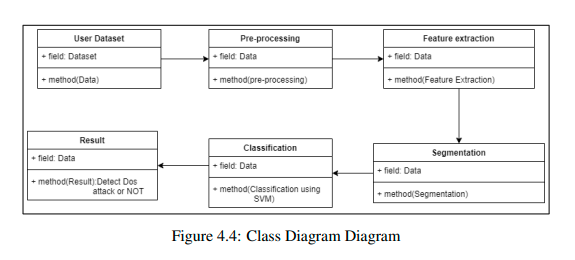 User Dataset
+ field: Dataset
+ method(Data)
Pre-processing
+ field: Data
+ method(pre-processing)
Feature extraction
+ field: Data
+ method(Feature Extraction)
Segmentation
+ field: Data
+ method(Segmentation)
Classification
+ field: Data
+ method(Classification using
SVM)
Result
+ field: Data
+ method(Result):Detect Dos
attack or NOT
Figure 4.4: Class Diagram Diagram